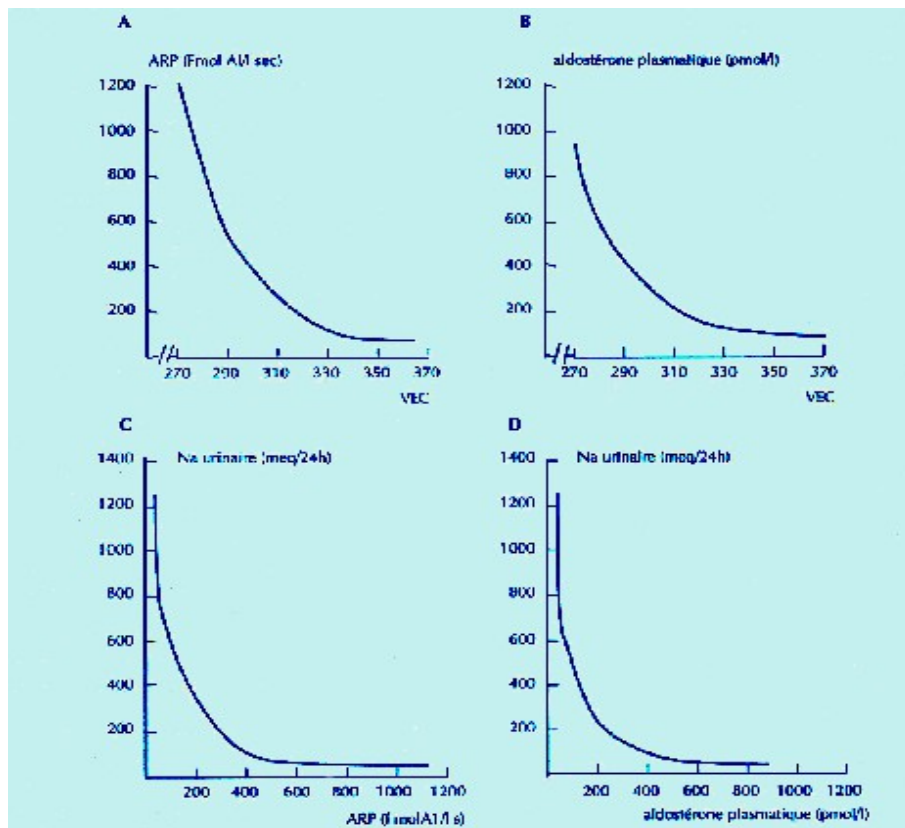 A
ARP (Fmol AI/l sec)
1200
1000
800
600
400
200
270 290 310 330 350 370
VEC
B
aldostérone plasmatique (pmol/l)
1200
1000
800
600
400
200
270 290 310 330 350 370
VEC
C
Na urinaire (meq/24h)
1400
1200
1000
800
600
400
200
200 400 600 800 1000 1200
ARP (fmolA1/l s)
D
Na urinaire (meq/24h)
1400
1200
1000
800
600
400
200
200 400 600 800 1000 1200
aldostérone plasmatique (pmol/l)